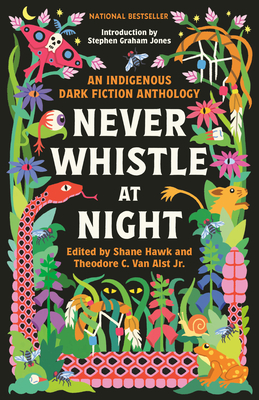 NATIONAL BESTSELLER
Introduction by
Stephen Graham Jones
AN INDIGENOUS
DARK FICTION ANTHOLOGY
NEVER
WHISTLE
AT
NIGHT
Edited by Shane Hawk and
Theodore C. Van Alst Jr.